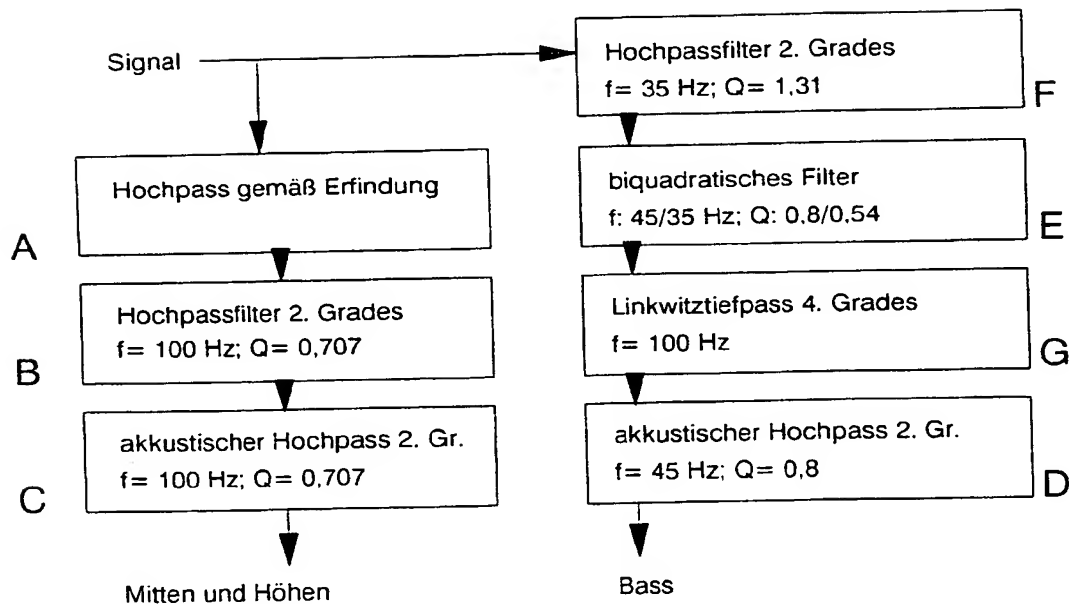 Signal
Hochpass gemäß Erfindung
A
Hochpassfilter 2. Grades
f= 100 Hz; Q= 0,707
B
akkustischer Hochpass 2. Gr.
f= 100 Hz; Q= 0,707
C
Mitten und Höhen
Hochpassfilter 2. Grades
f= 35 Hz; Q= 1,31
F
biquadratisches Filter
f: 45/35 Hz; Q: 0,8/0,54
E
Linkwitztiefpass 4. Grades
f= 100 Hz
G
akkustischer Hochpass 2. Gr.
f= 45 Hz; Q= 0,8
D
Bass